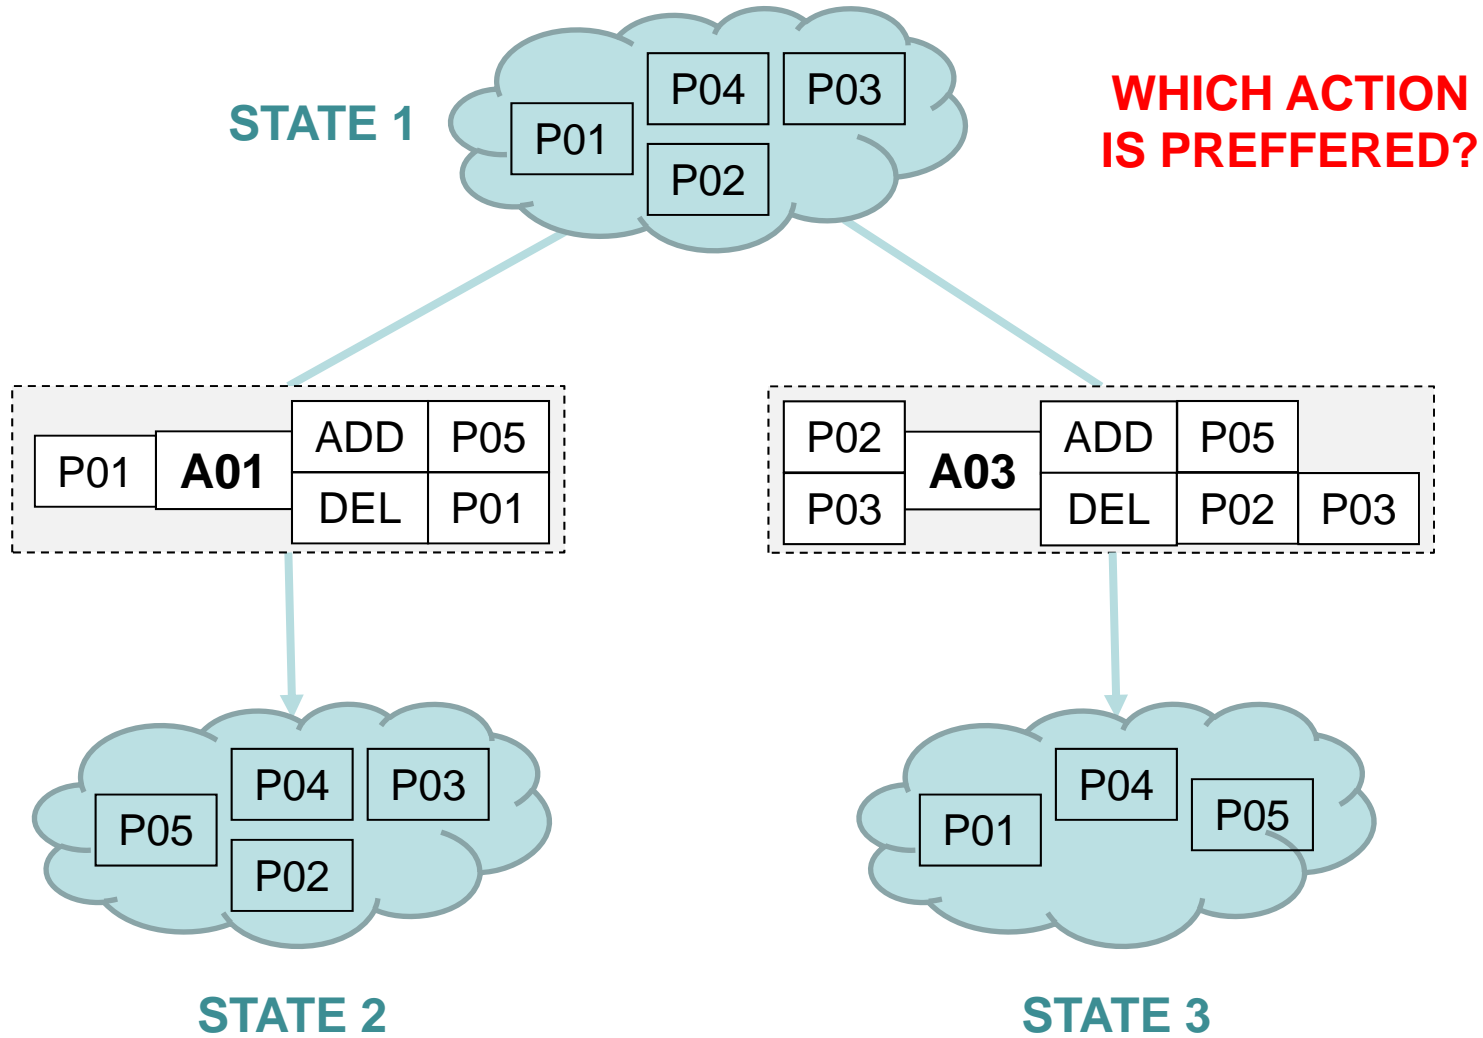 STATE 1
P04
P03
P01
P02
WHICH ACTION
IS PREFFERED?
P01
A01
ADD
P05
DEL
P01
P02
P03
A03
ADD
P05
DEL
P02
P03
P04
P03
P05
P02
P04
P05
P01
STATE 2
STATE 3